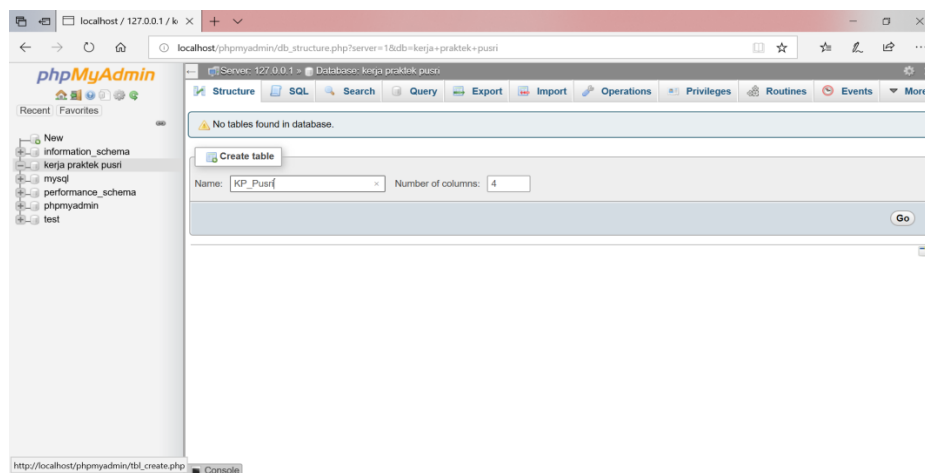 localhost / 127.0.0.1 / k
localhost/phpmyadmin/db_structure.php?server=1&db=kerja+praktek+pusri
phpMyAdmin
Recent Favorites
New
information_schema
kerja praktek pusri
mysql
performance_schema
phpmyadmin
test
Server: 127.0.0.1 » Database: kerja praktek pusri
Structure SQL Search Query Export Import Operations Privileges Routines Events More
No tables found in database.
Create table
Name: KP_Pusri Number of columns: 4
Go
http://localhost/phpmyadmin/tbl_create.php
Console